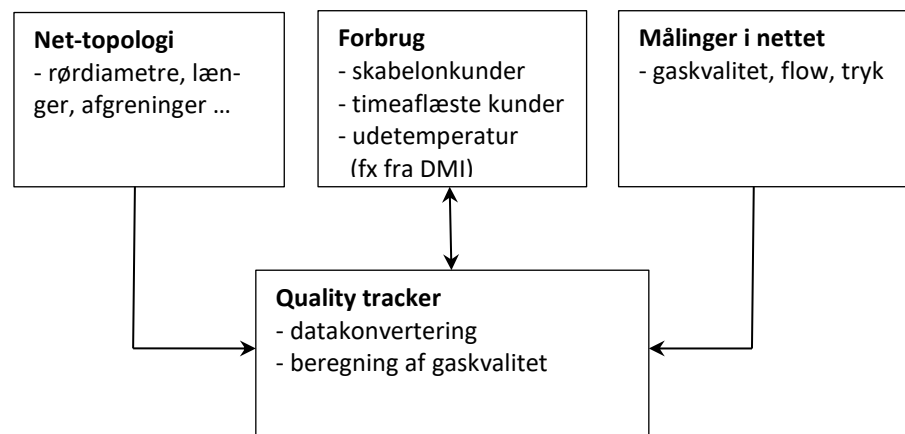 Net-topologi
- rørdiametre, læn-
ger, afgreninger ...
Forbrug
- skabelonkunder
- timeaflæste kunder
- udetemperatur
(fx fra DMI)
Målinger i nettet
- gaskvalitet, flow, tryk
Quality tracker
- datakonvertering
- beregning af gaskvalitet